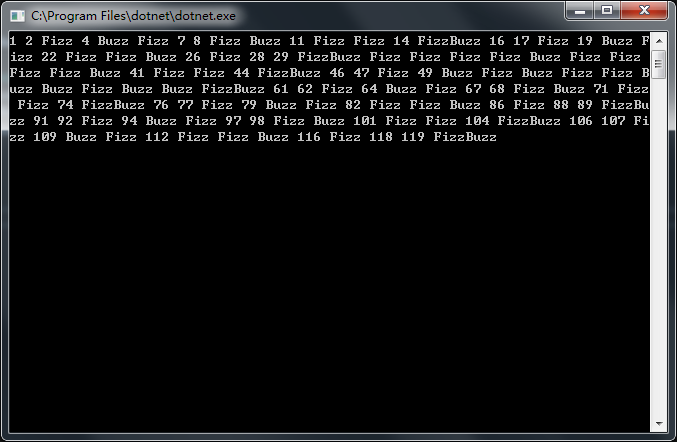 C:\Program Files\dotnet\dotnet.exe
1 2 Fizz 4 Buzz Fizz 7 8 Fizz Buzz 11 Fizz Fizz 14 FizzBuzz 16 17 Fizz 19 Buzz F
izz 22 Fizz Fizz Buzz 26 Fizz 28 29 FizzBuzz Fizz Fizz Fizz Fizz Buzz Fizz Fizz
Fizz Fizz Buzz 41 Fizz Fizz 44 FizzBuzz 46 47 Fizz 49 Buzz Fizz Buzz Fizz Fizz B
uzz Buzz Fizz Buzz Buzz FizzBuzz 61 62 Fizz 64 Buzz Fizz 67 68 Fizz Buzz 71 Fizz
 Fizz 74 FizzBuzz 76 77 Fizz 79 Buzz Fizz 82 Fizz Fizz Buzz 86 Fizz 88 89 FizzBu
zz 91 92 Fizz 94 Buzz Fizz 97 98 Fizz Buzz 101 Fizz Fizz 104 FizzBuzz 106 107 Fi
zz 109 Buzz Fizz 112 Fizz Fizz Buzz 116 Fizz 118 119 FizzBuzz